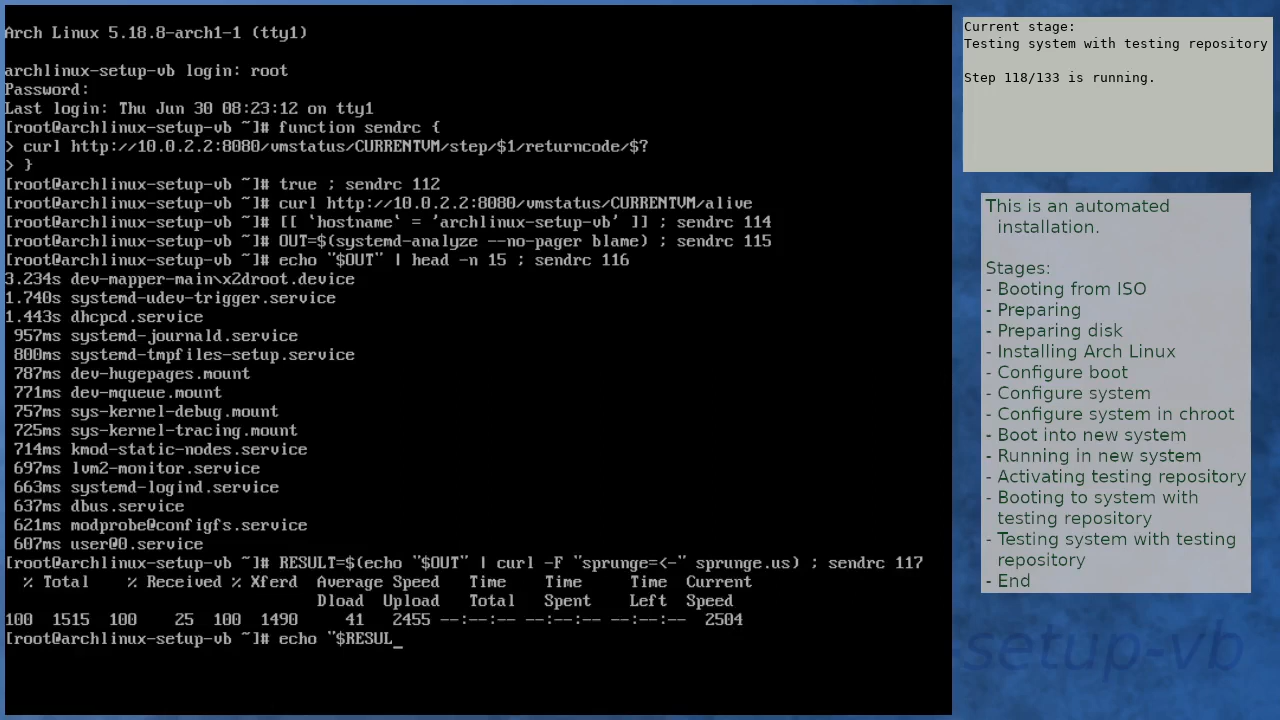 Arch Linux 5.18.8-arch1-1 (tty1)
archlinux-setup-vb login: root
Password:
Last login: Thu Jun 30 08:23:12 on tty1
[root@archlinux-setup-vb ~]# function sendrc {
> curl http://10.0.2.2:8080/vmstatus/CURRENTVM/step/$1/returncode/$?
> }
[root@archlinux-setup-vb ~]# true ; sendrc 112
[root@archlinux-setup-vb ~]# curl http://10.0.2.2:8080/vmstatus/CURRENTVM/alive
[root@archlinux-setup-vb ~]# [[ `hostname` = 'archlinux-setup-vb' ]] ; sendrc 114
[root@archlinux-setup-vb ~]# OUT=$(systemd-analyze --no-pager blame) ; sendrc 115
[root@archlinux-setup-vb ~]# echo "$OUT" | head -n 15 ; sendrc 116
3.234s dev-mapper-main\x2droot.device
1.740s systemd-udev-trigger.service
1.443s dhcpcd.service
957ms systemd-journald.service
800ms systemd-tmpfiles-setup.service
787ms dev-hugepages.mount
771ms dev-mqueue.mount
757ms sys-kernel-debug.mount
725ms sys-kernel-tracing.mount
714ms kmod-static-nodes.service
697ms lvm2-monitor.service
663ms systemd-logind.service
637ms dbus.service
621ms modprobe@configfs.service
607ms user@0.service
[root@archlinux-setup-vb ~]# RESULT=$(echo "$OUT" | curl -F "sprunge=<-" sprunge.us) ; sendrc 117
% Total % Received % Xferd Average Speed Time Time Time Current
Dload Upload Total Spent Left Speed
100 1515 100 25 100 1490 41 2455 --:--:-- --:--:-- --:--:-- 2504
[root@archlinux-setup-vb ~]# echo "$RESUL_
Current stage:
Testing system with testing repository
Step 118/133 is running.
This is an automated
installation.
Stages:
- Booting from ISO
- Preparing
- Preparing disk
- Installing Arch Linux
- Configure boot
- Configure system
- Configure system in chroot
- Boot into new system
- Running in new system
- Activating testing repository
- Booting to system with
testing repository
- Testing system with testing
repository
- End
setup-vb